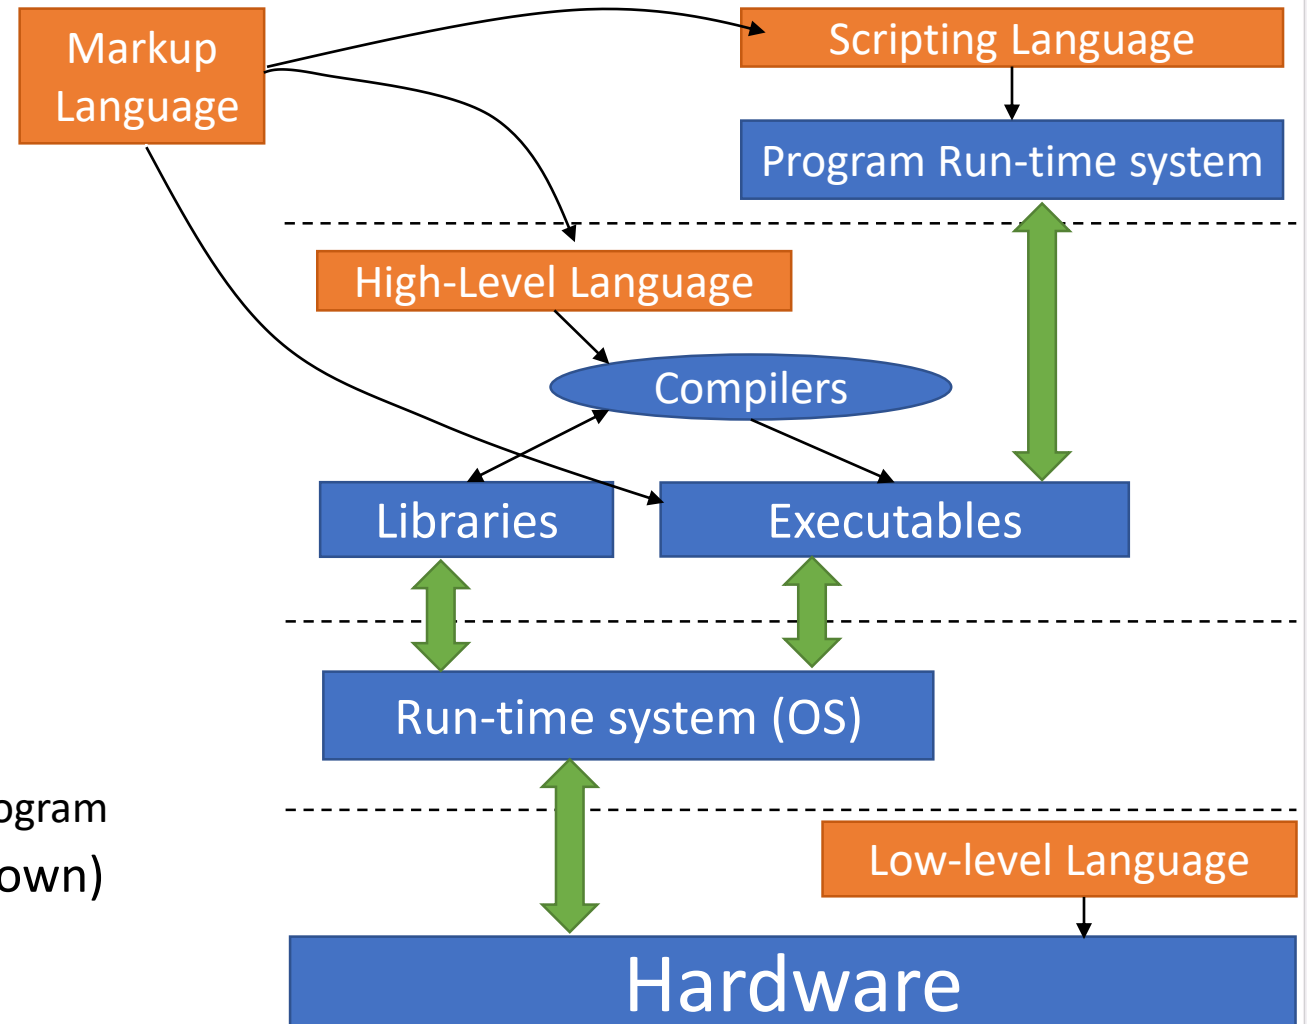 Markup
Language
Scripting Language
Program Run-time system
High-Level Language
Compilers
Libraries
Executables
Run-time system (OS)
ogram
own)
Low-level Language
Hardware